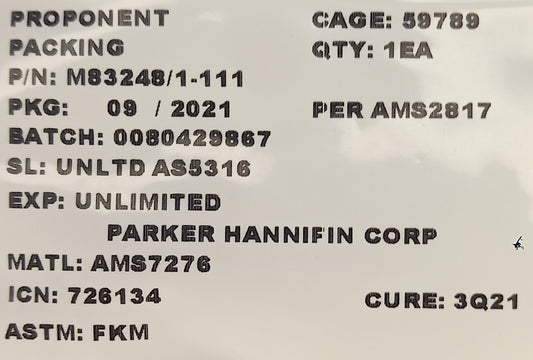 PROPONENT CAGE: 59789
PACKING QTY: 1EA
P/N: M83248/1-111
PKG: 09 / 2021 PER AMS2817
BATCH: 0080429867
SL: UNLTD AS5316
EXP: UNLIMITED
PARKER HANNIFIN CORP
MATL: AMS7276
ICN: 726134 CURE: 3Q21
ASTM: FKM